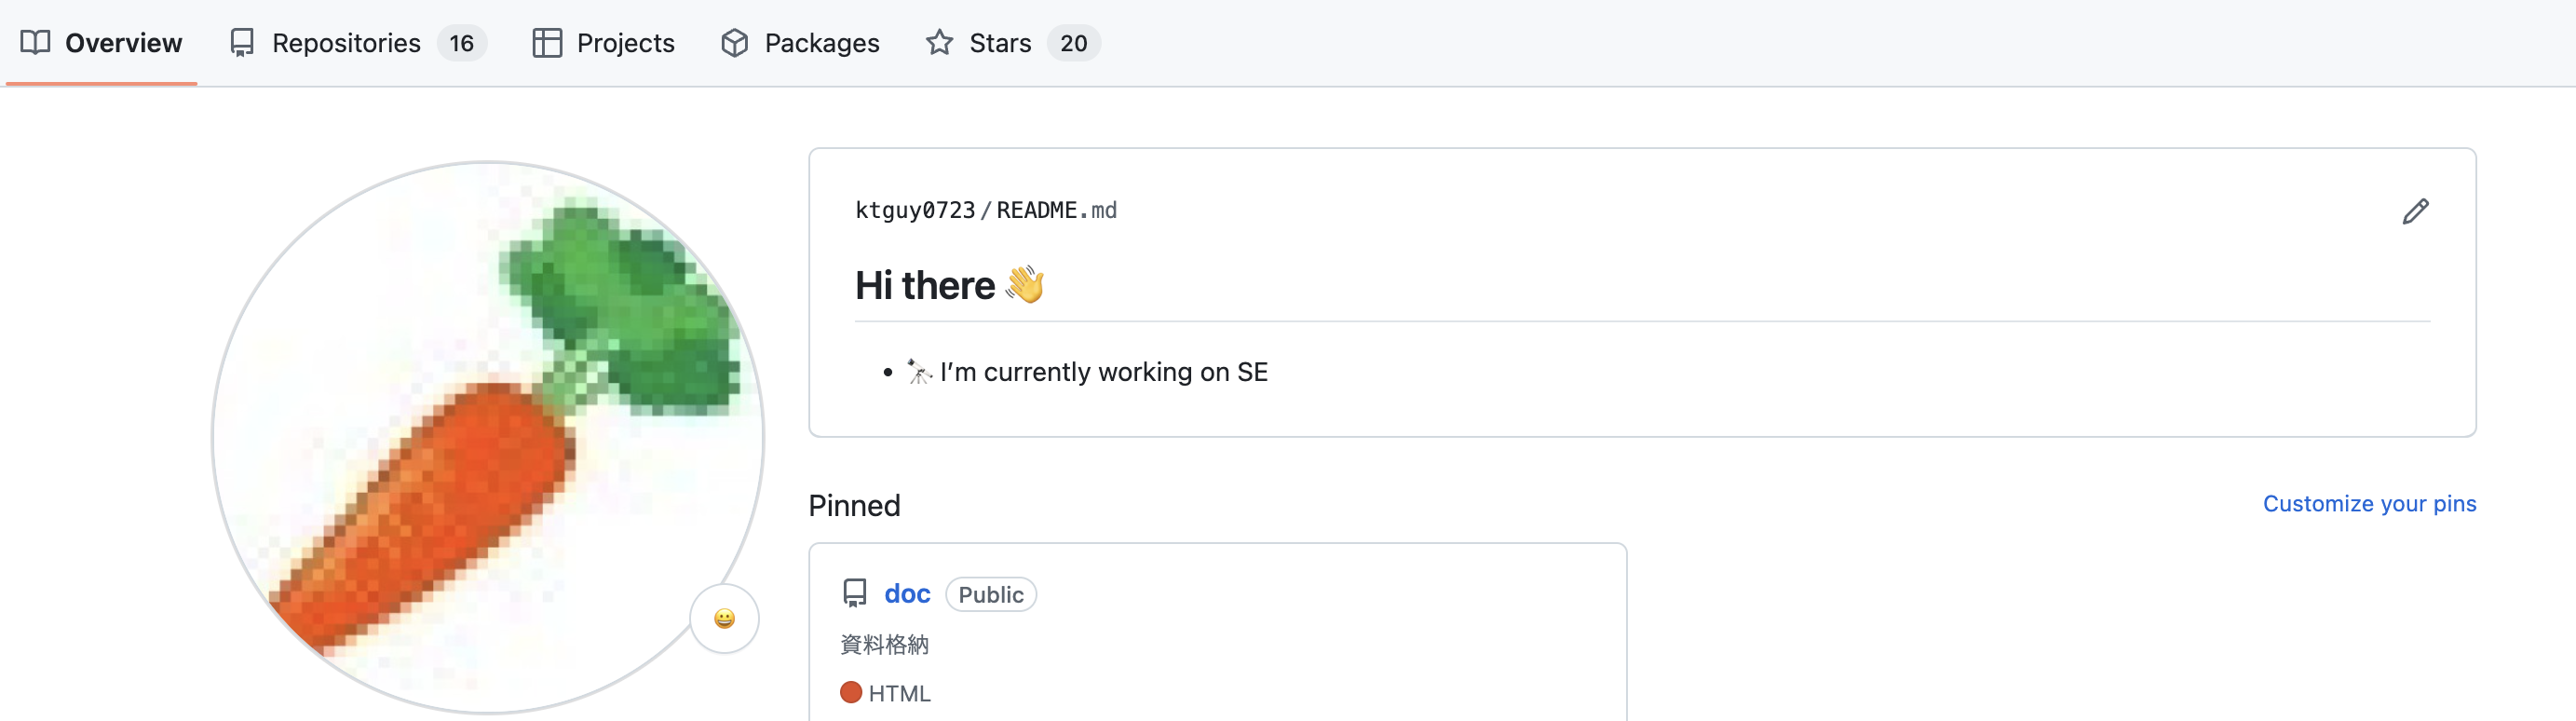 Overview Repositories 16 Projects Packages Stars 20
ktguy0723/README.md
Hi there 👋
• 🔭 I’m currently working on SE
Pinned Customize your pins
doc Public
資料格納
HTML